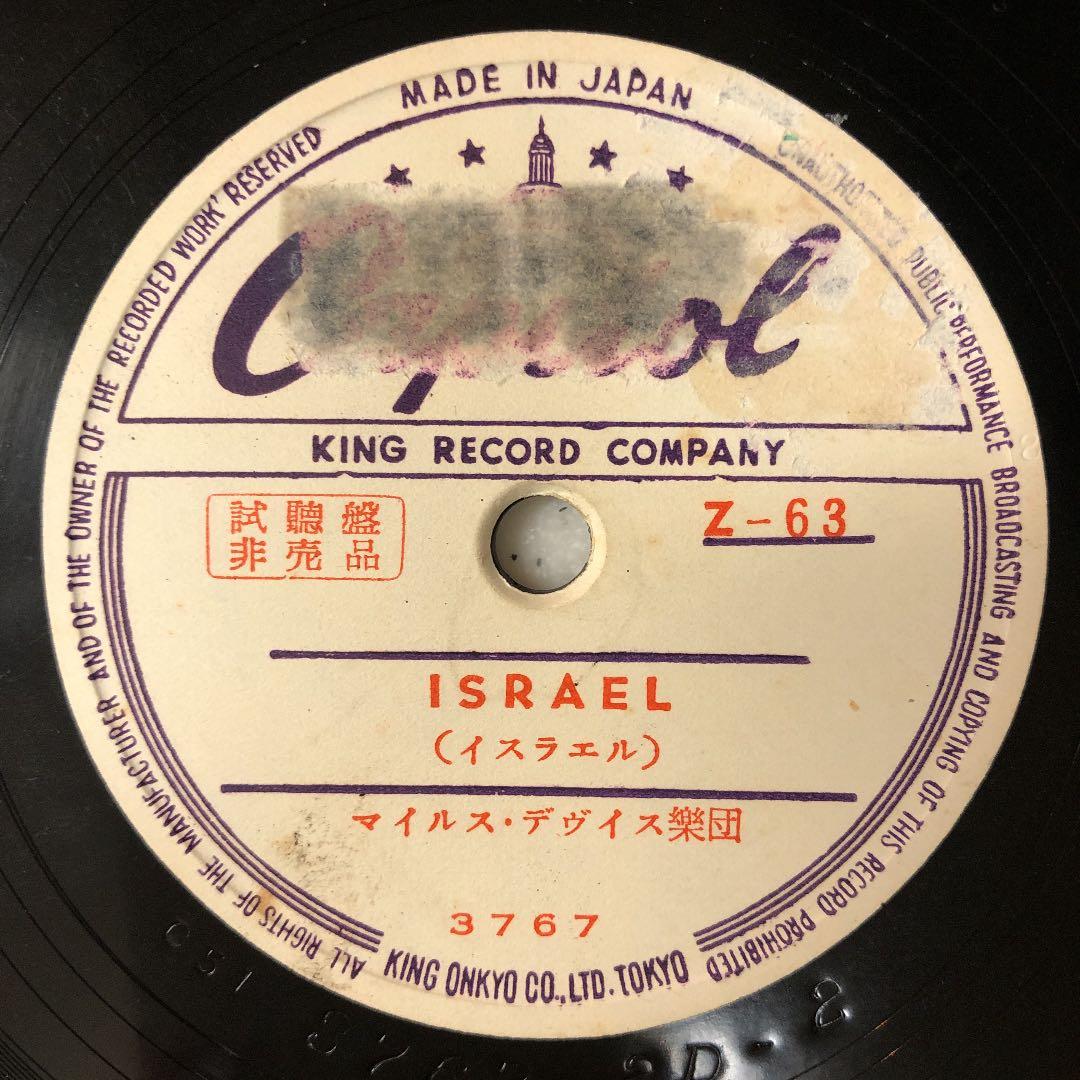 MADE IN JAPAN
ALL RIGHTS OF THE MANUFACTURER AND OF THE OWNER OF THE RECORDED WORK' RESERVED
UNAUTHORIZED PUBLIC PERFORMANCE BROADCASTING AND COPYING OF THIS RECORD PROHIBITED
Capitol
KING RECORD COMPANY
試聽盤
非売品
Z-63
ISRAEL
(イスラエル)
マイルス・デヴイス樂団
3767
KING ONKYO CO., LTD. TOKYO